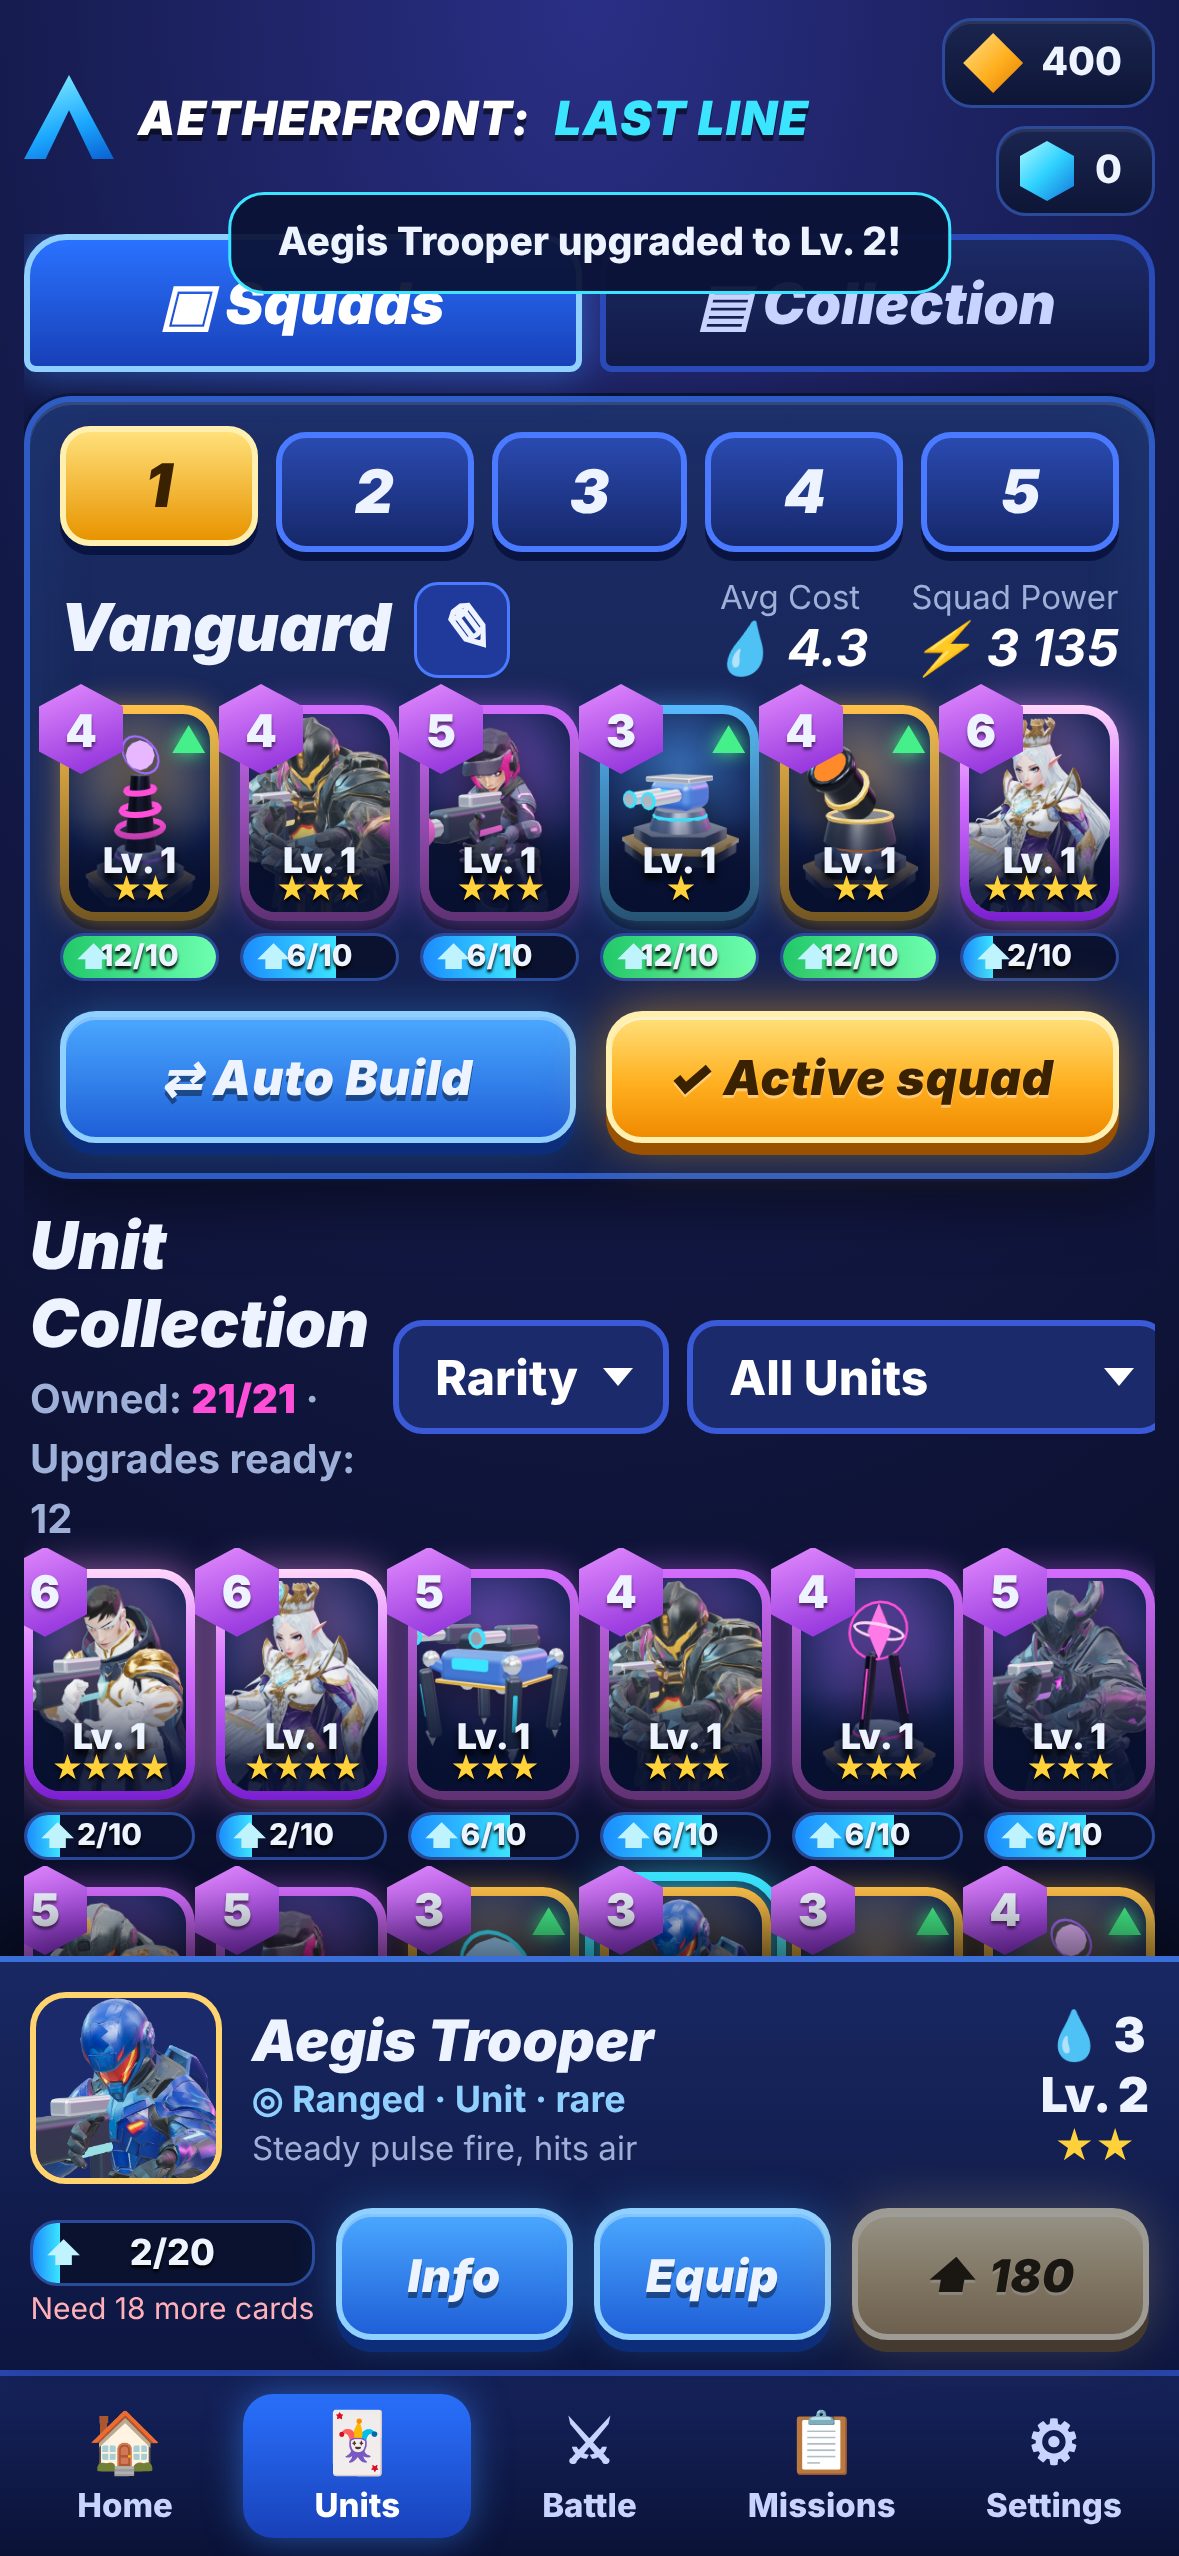 400
AETHERFRONT: LAST LINE
0
Aegis Trooper upgraded to Lv. 2!
Squads
Collection
1
2
3
4
5
Vanguard
Avg Cost
4.3
Squad Power
3 135
4
4
5
3
4
6
Lv. 1
Lv. 1
Lv. 1
Lv. 1
Lv. 1
Lv. 1
12/10
6/10
6/10
12/10
12/10
2/10
Auto Build
Active squad
Unit
Collection
Owned: 21/21 ·
Upgrades ready:
12
Rarity
All Units
6
6
5
4
4
5
Lv. 1
Lv. 1
Lv. 1
Lv. 1
Lv. 1
Lv. 1
2/10
2/10
6/10
6/10
6/10
6/10
5
5
3
3
3
4
Aegis Trooper
Ranged · Unit · rare
Steady pulse fire, hits air
3
Lv. 2
2/20
Need 18 more cards
Info
Equip
180
Home
Units
Battle
Missions
Settings